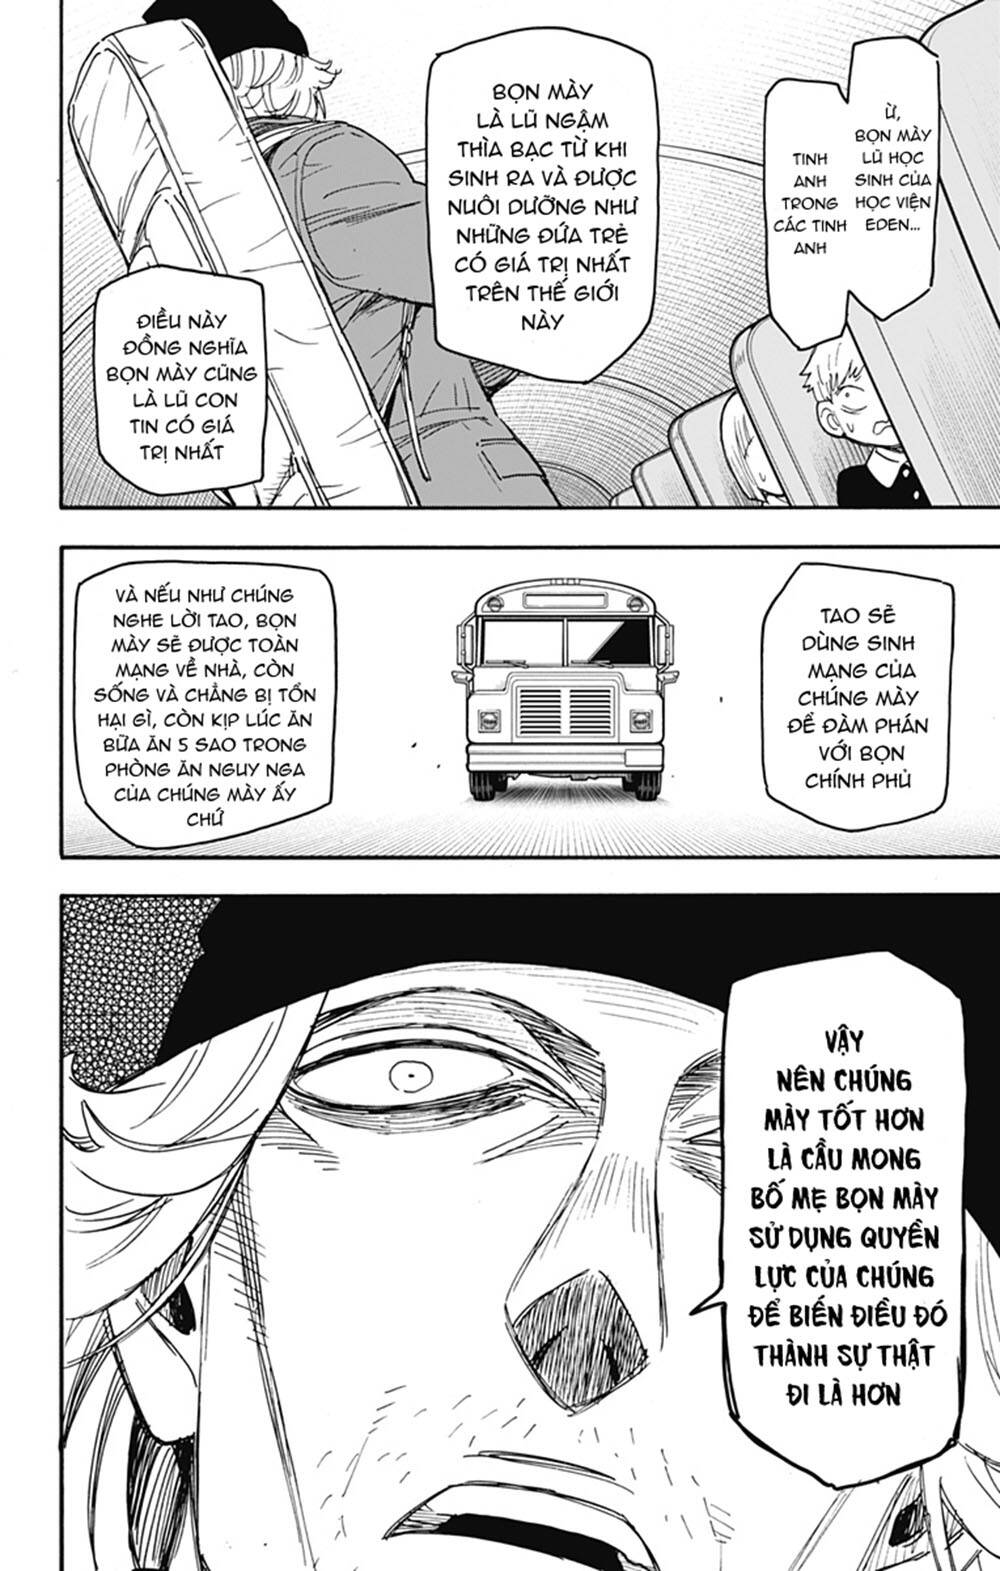 Ừ,
BỌN MÀY
LŨ HỌC
SINH CỦA
HỌC VIỆN
EDEN...
TINH
ANH
TRONG
CÁC TINH
ANH
BỌN MÀY
LÀ LŨ NGẬM
THÌA BẠC TỪ KHI
SINH RA VÀ ĐƯỢC
NUÔI DƯỠNG NHƯ
NHỮNG ĐỨA TRẺ
CÓ GIÁ TRỊ NHẤT
TRÊN THẾ GIỚI
NÀY
ĐIỀU NÀY
ĐỒNG NGHĨA
BỌN MÀY CŨNG
LÀ LŨ CON
TIN CÓ GIÁ
TRỊ NHẤT
TAO SẼ
DÙNG SINH
MẠNG CỦA
CHÚNG MÀY
ĐỂ ĐÀM PHÁN
VỚI BỌN
CHÍNH PHỦ
VÀ NẾU NHƯ CHÚNG
NGHE LỜI TAO, BỌN
MÀY SẼ ĐƯỢC TOÀN
MẠNG VỀ NHÀ, CÒN
SỐNG VÀ CHẲNG BỊ TỔN
HẠI GÌ, CÒN KỊP LÚC ĂN
BỮA ĂN 5 SAO TRONG
PHÒNG ĂN NGUY NGA
CỦA CHÚNG MÀY ẤY
CHỨ
VẬY
NÊN CHÚNG
MÀY TỐT HƠN
LÀ CẦU MONG
BỐ MẸ BỌN MÀY
SỬ DỤNG QUYỀN
LỰC CỦA CHÚNG
ĐỂ BIẾN ĐIỀU ĐÓ
THÀNH SỰ THẬT
ĐI LÀ HƠN